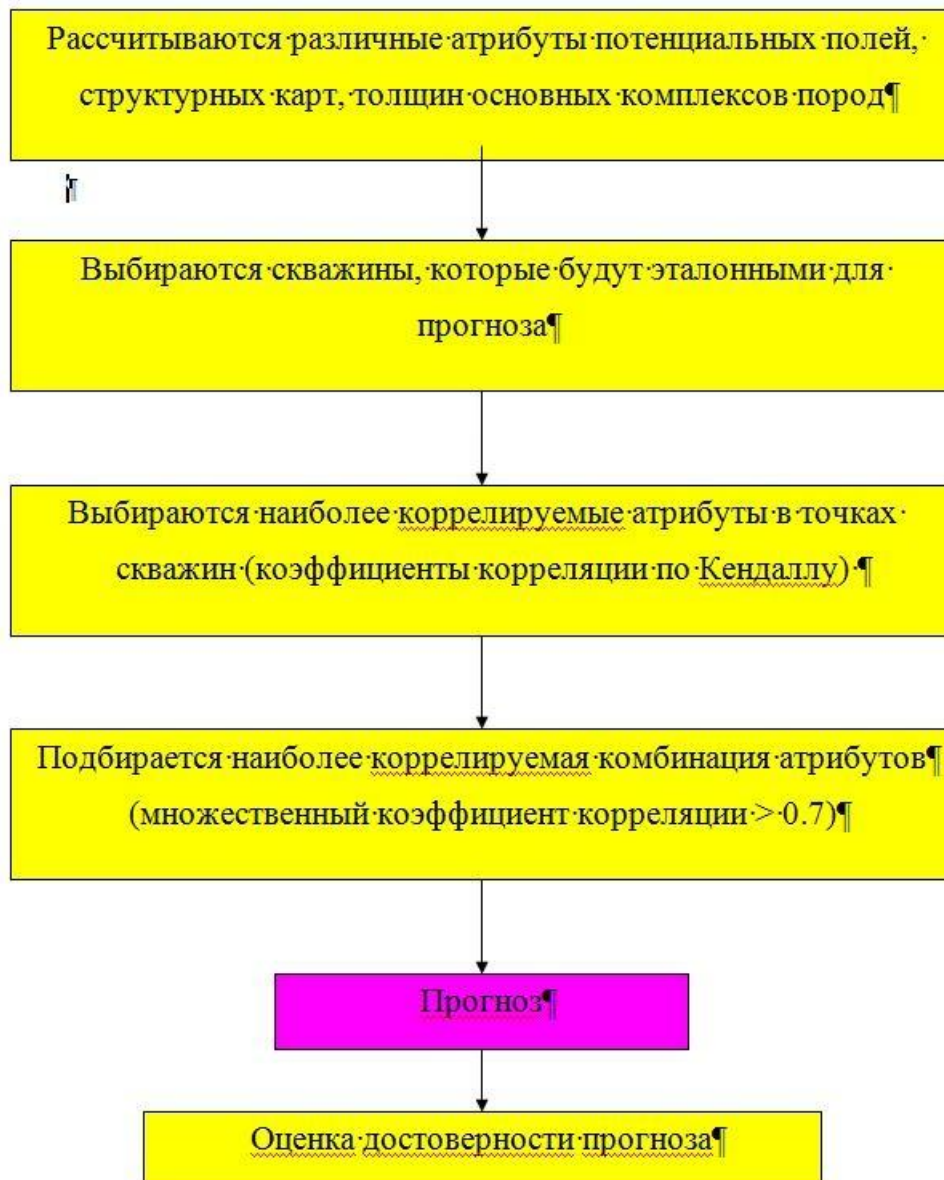 Рассчитываются·различные·атрибуты·потенциальных·полей,·
структурных·карт,·толщин·основных·комплексов·пород¶
¶
Выбираются·скважины,·которые·будут·эталонными·для·
прогноза¶
Выбираются·наиболее·коррелируемые·атрибуты·в·точках·
скважин·(коэффициенты·корреляции·по·Кендаллу)·¶
Подбирается·наиболее·коррелируемая·комбинация·атрибутов¶
(множественный·коэффициент·корреляции·>·0.7)¶
Прогноз¶
Оценка·достоверности·прогноза¶